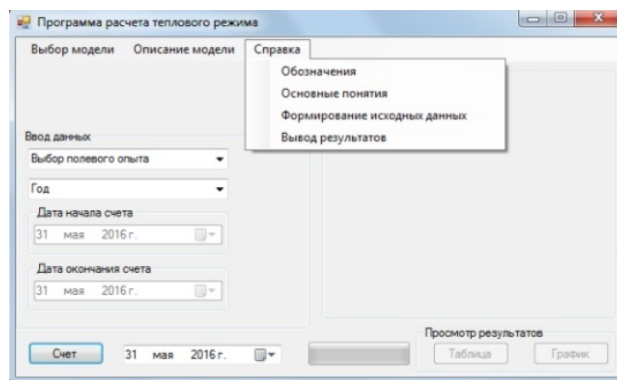 Программа расчета теплового режима
Выбор модели Описание модели Справка
Обозначения
Основные понятия
Формирование исходных данных
Вывод результатов
Ввод данных
Выбор полевого опыта
Год
Дата начала счета
31 мая 2016 г.
Дата окончания счета
31 мая 2016 г.
Просмотр результатов
Счет 31 мая 2016 г. Таблица График